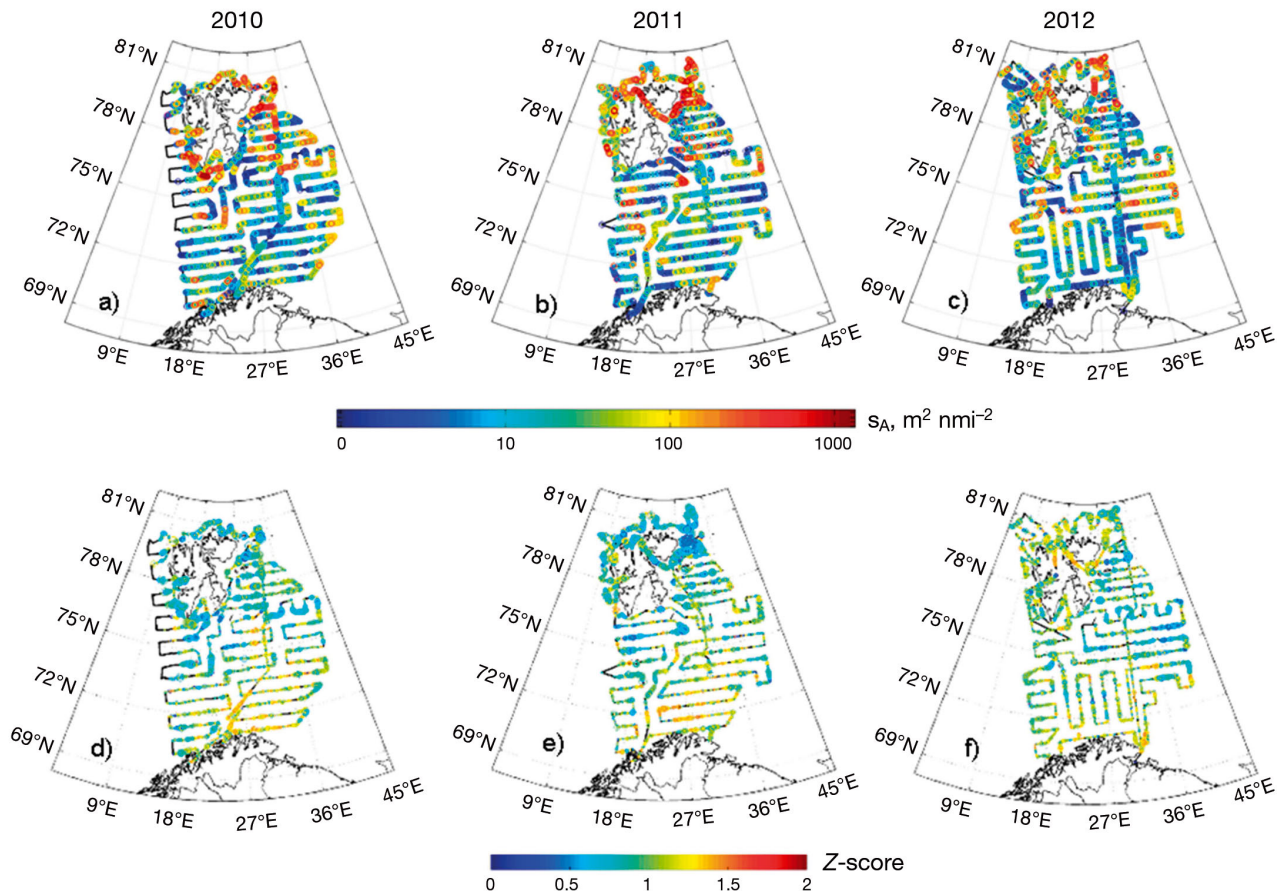 2010 2011 2012
81°N 81°N 81°N
78°N 78°N 78°N
75°N 75°N 75°N
72°N 72°N 72°N
69°N 69°N 69°N
a) b) c)
9°E 18°E 27°E 36°E 45°E 9°E 18°E 27°E 36°E 45°E 9°E 18°E 27°E 36°E 45°E
0 10 100 1000 sA, m² nmi–²
81°N 81°N 81°N
78°N 78°N 78°N
75°N 75°N 75°N
72°N 72°N 72°N
69°N 69°N 69°N
d) e) f)
9°E 18°E 27°E 36°E 45°E 9°E 18°E 27°E 36°E 45°E 9°E 18°E 27°E 36°E 45°E
Z-score
0 0.5 1 1.5 2